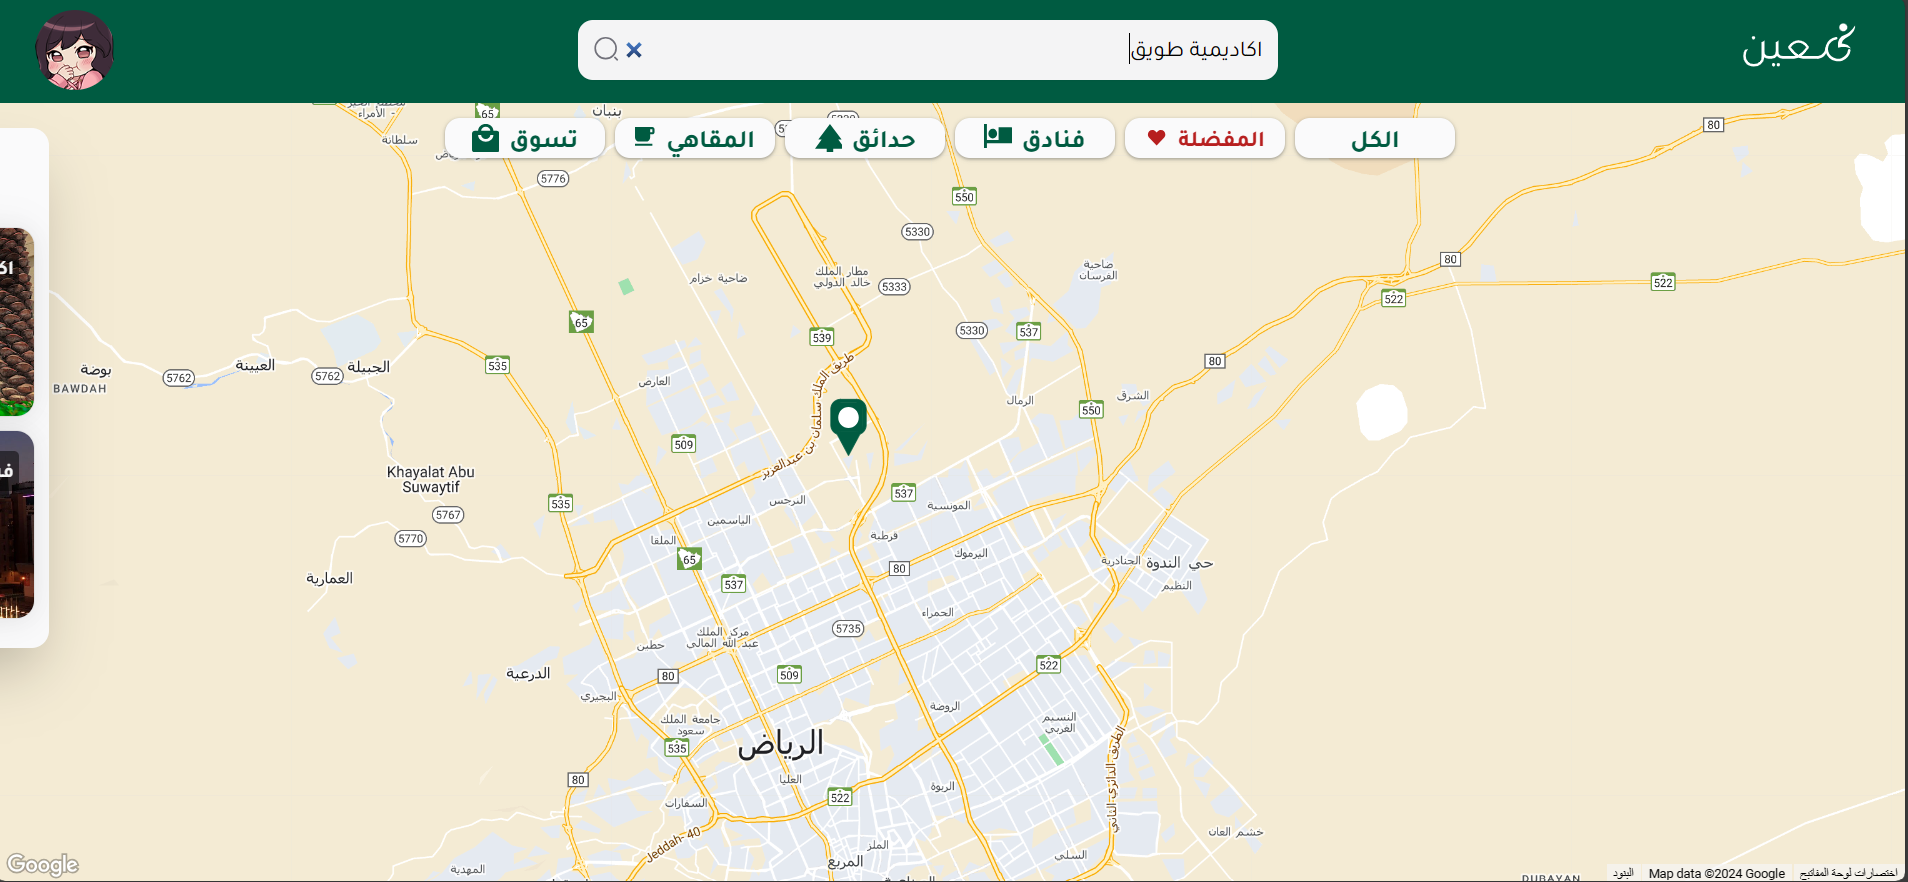 معين
اكاديمية طويق
الكل
المفضلة
فنادق
حدائق
المقاهي
تسوق
بنبان
- الأمراء
سلطانة
65
5776
550
80
5330
ضاحية
الفرسان
مطار الملك
خالد الدولي
5333
ضاحية حزام
80
522
522
65
539
5330
537
535
80
العيينة
الجبيلة
بوضة
BAWDAH
5762
5762
طريق الملك سلمان بن عبدالعزيز
العارض
الرمال
الشرق
550
509
Khayalat Abu
Suwaytif
535
5767
5770
النرجس
537
المونسية
الياسمين
قرطبة
الملقا
65
80
اليرموك
الجنادرية
حي الندوة
النظيم
العمارية
537
الحمراء
5735
مركز الملك
عبد الله المالي
حطين
522
الدرعية
80
509
البجيري
الروضة
جامعة الملك
سعود
النسيم
الغربي
535
الرياض
الطريق الدائري الثاني
80
العليا
522
الربوة
السفارات
Jeddah- 40
خشم العان
الملز
المربع
السلي
المهدية
DUBAYAN
Google
اختصارات لوحة المفاتيح
Map data ©2024 Google
البنود